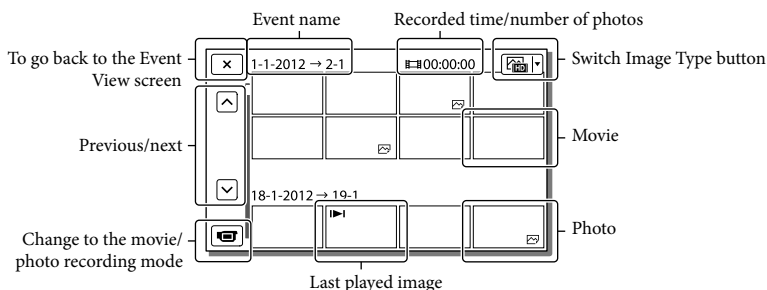 Event name
Recorded time/number of photos
To go back to the Event
View screen
1-1-2012 → 2-1
00:00:00
HD
Switch Image Type button
Previous/next
Movie
18-1-2012 → 19-1
Change to the movie/
photo recording mode
Photo
Last played image